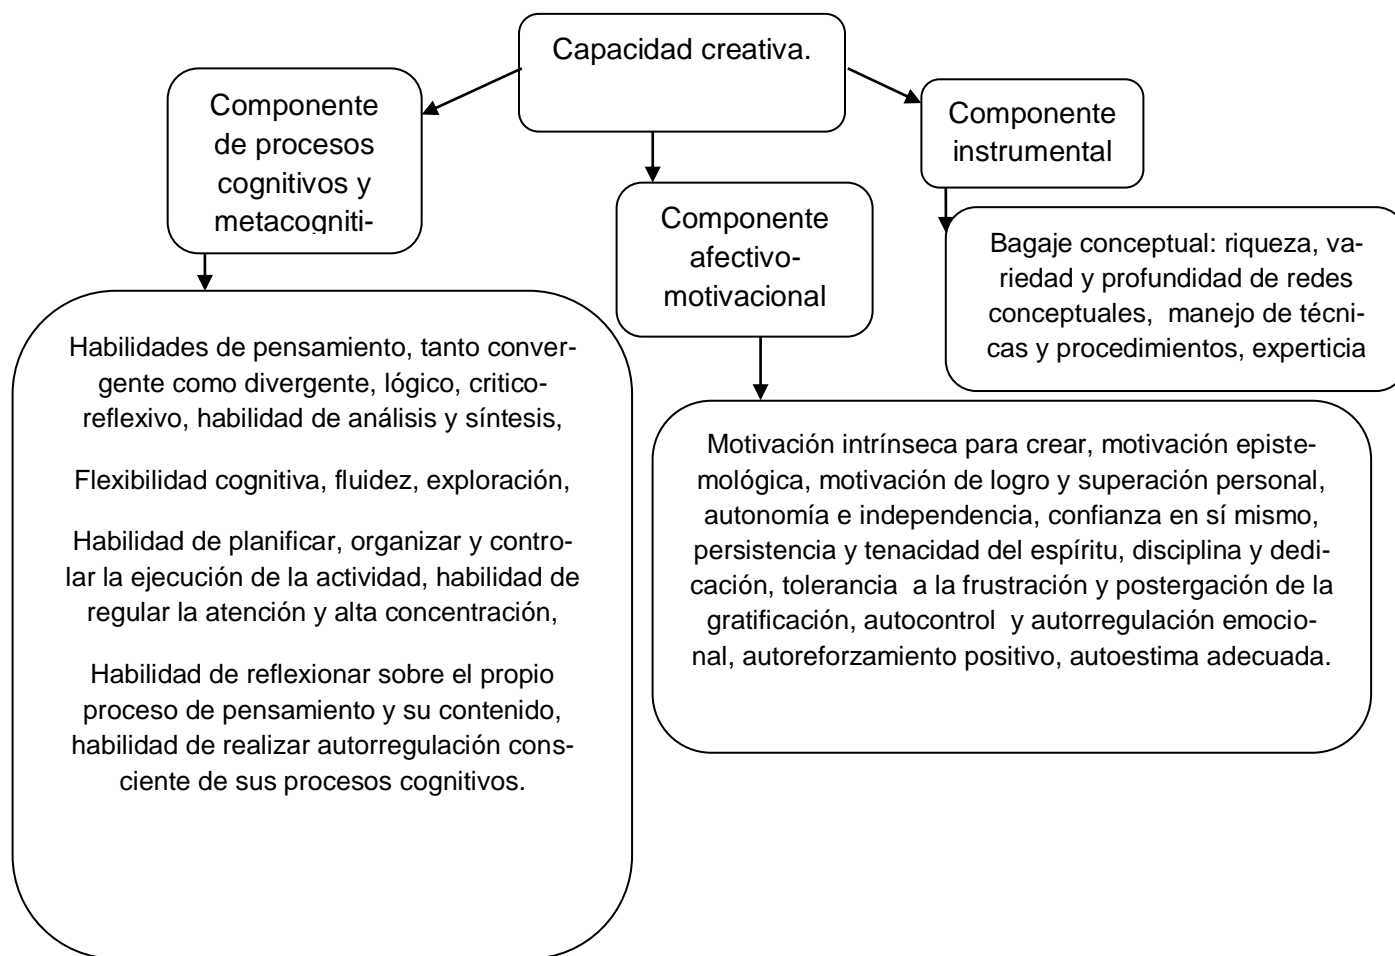 Capacidad creativa.
Componente
de procesos
cognitivos y
metacogniti-
Componente
afectivo-
motivacional
Componente
instrumental
Habilidades de pensamiento, tanto conver-
gente como divergente, lógico, critico-
reflexivo, habilidad de análisis y síntesis,
Flexibilidad cognitiva, fluidez, exploración,
Habilidad de planificar, organizar y contro-
lar la ejecución de la actividad, habilidad de
regular la atención y alta concentración,
Habilidad de reflexionar sobre el propio
proceso de pensamiento y su contenido,
habilidad de realizar autorregulación cons-
ciente de sus procesos cognitivos.
Motivación intrínseca para crear, motivación episte-
mológica, motivación de logro y superación personal,
autonomía e independencia, confianza en sí mismo,
persistencia y tenacidad del espíritu, disciplina y dedi-
cación, tolerancia a la frustración y postergación de la
gratificación, autocontrol y autorregulación emocio-
nal, autoreforzamiento positivo, autoestima adecuada.
Bagaje conceptual: riqueza, va-
riedad y profundidad de redes
conceptuales, manejo de técni-
cas y procedimientos, experticia